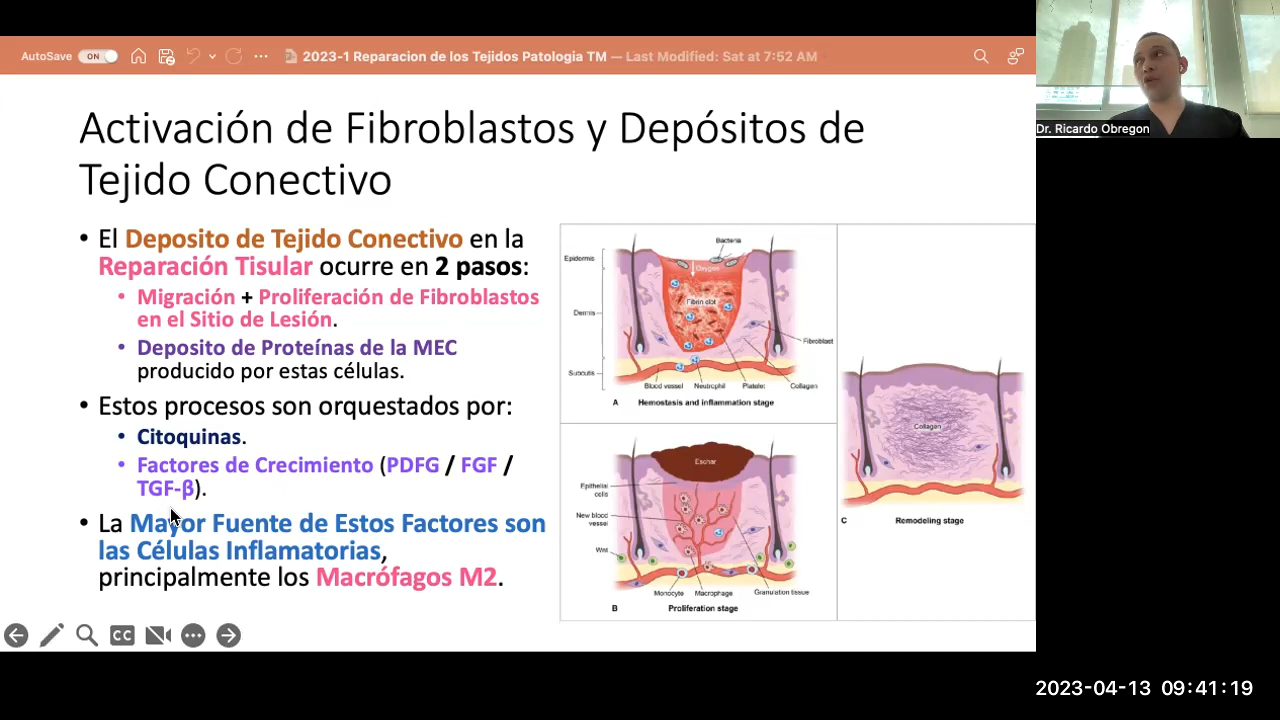 AutoSave ON 2023-1 Reparacion de los Tejidos Patologia TM — Last Modified: Sat at 7:52 AM
Dr. Ricardo Obregon
Activación de Fibroblastos y Depósitos de
Tejido Conectivo
• El Deposito de Tejido Conectivo en la
Reparación Tisular ocurre en 2 pasos:
• Migración + Proliferación de Fibroblastos
en el Sitio de Lesión.
• Deposito de Proteínas de la MEC
producido por estas células.
• Estos procesos son orquestados por:
• Citoquinas.
• Factores de Crecimiento (PDFG / FGF /
TGF-β).
• La Mayor Fuente de Estos Factores son
las Células Inflamatorias,
principalmente los Macrófagos M2.
Bacteria
Epidermis
Oxygen
Fibrin clot
Dermis
Fibroblast
Subcutis
Blood vessel Neutrophil Platelet Collagen
A Hemostasis and inflammation stage
Eschar
Epithelial
cells
New blood
vessel
Wnt
Monocyte Macrophage Granulation tissue
B Proliferation stage
Collagen
C Remodeling stage
CC
2023-04-13 09:41:19